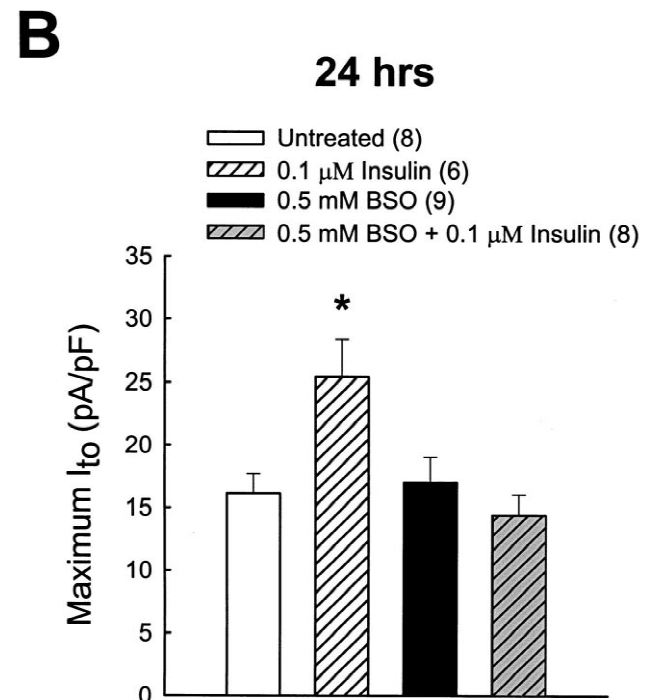 B
24 hrs
Untreated (8)
0.1 μM Insulin (6)
0.5 mM BSO (9)
0.5 mM BSO + 0.1 μM Insulin (8)
35
30
25
20
15
10
5
0
Maximum Ito (pA/pF)
*